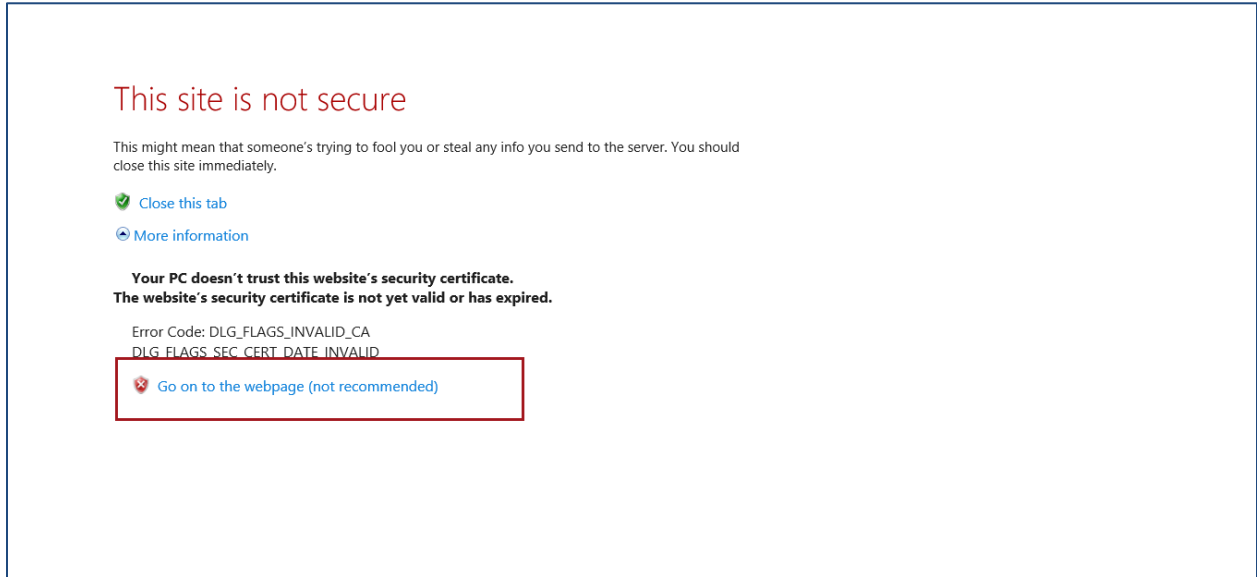 This site is not secure
This might mean that someone's trying to fool you or steal any info you send to the server. You should
close this site immediately.
Close this tab
More information
Your PC doesn't trust this website's security certificate.
The website's security certificate is not yet valid or has expired.
Error Code: DLG_FLAGS_INVALID_CA
DLG_FLAGS_SEC_CERT_DATE_INVALID
Go on to the webpage (not recommended)